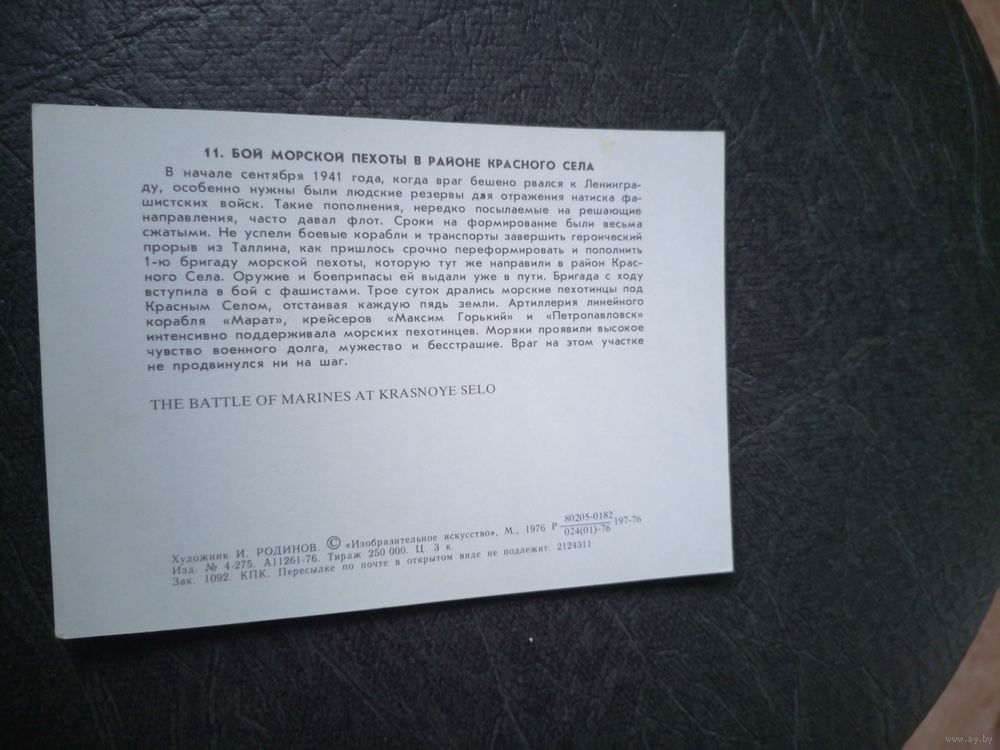 11. БОЙ МОРСКОЙ ПЕХОТЫ В РАЙОНЕ КРАСНОГО СЕЛА
В начале сентября 1941 года, когда враг бешено рвался к Ленингра-
ду, особенно нужны были людские резервы для отражения натиска фа-
шистских войск. Такие пополнения, нередко посылаемые на решающие
направления, часто давал флот. Сроки на формирование были весьма
сжатыми. Не успели боевые корабли и транспорты завершить героический
прорыв из Таллина, как пришлось срочно переформировать и пополнить
1-ю бригаду морской пехоты, которую тут же направили в район Крас-
ного Села. Оружие и боеприпасы ей выдали уже в пути. Бригада с ходу
вступила в бой с фашистами. Трое суток дрались морские пехотинцы под
Красным Селом, отстаивая каждую пядь земли. Артиллерия линейного
корабля «Марат», крейсеров «Максим Горький» и «Петропавловск»
интенсивно поддерживала морских пехотинцев. Моряки проявили высокое
чувство военного долга, мужество и бесстрашие. Враг на этом участке
не продвинулся ни на шаг.
THE BATTLE OF MARINES AT KRASNOYE SELO
Художник И. РОДИНОВ. © «Изобразительное искусство», М., 1976 Р 80205-0182/024(01)-76 197-76
Изд. № 4-275. А11261-76. Тираж 250 000. Ц. 3 к.
Зак. 1092. КПК. Пересылке по почте в открытом виде не подлежит. 2124311
www.ay.by